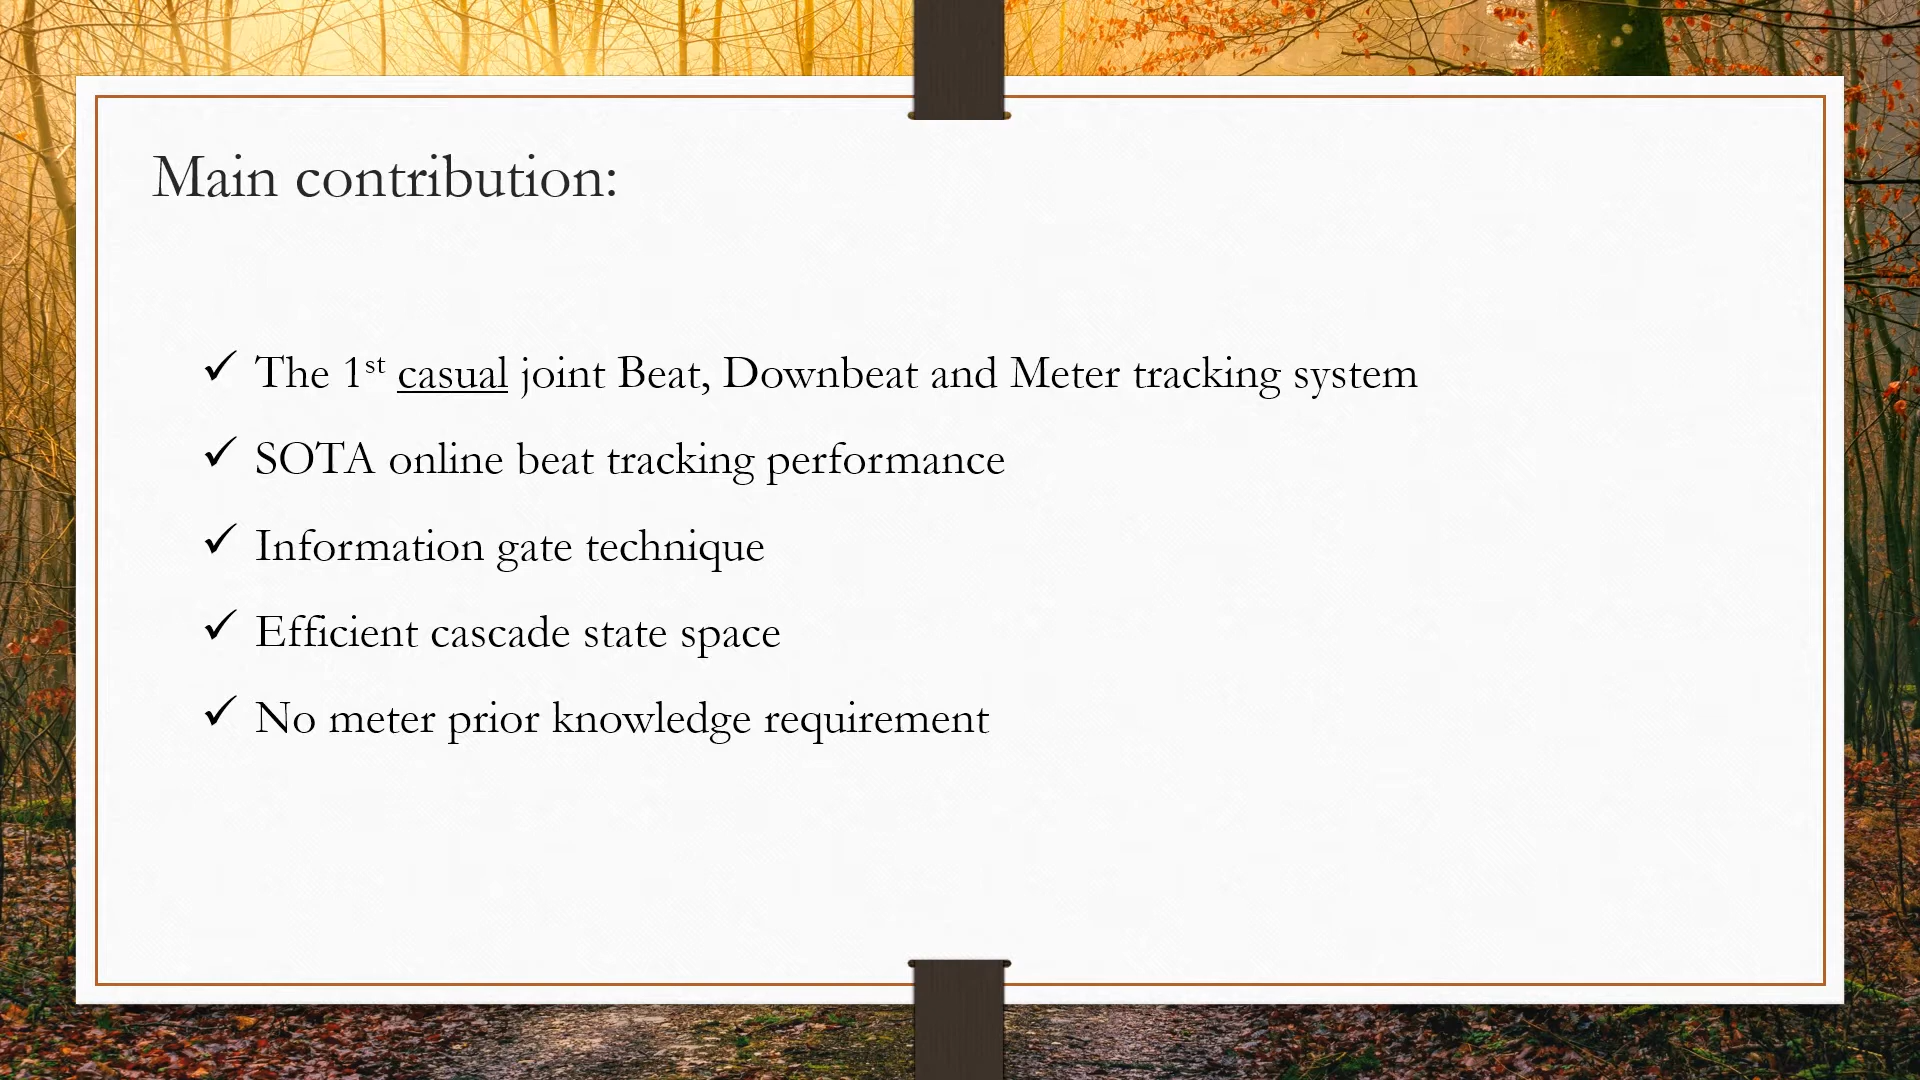 Main contribution:
✓ The 1st casual joint Beat, Downbeat and Meter tracking system
✓ SOTA online beat tracking performance
✓ Information gate technique
✓ Efficient cascade state space
✓ No meter prior knowledge requirement